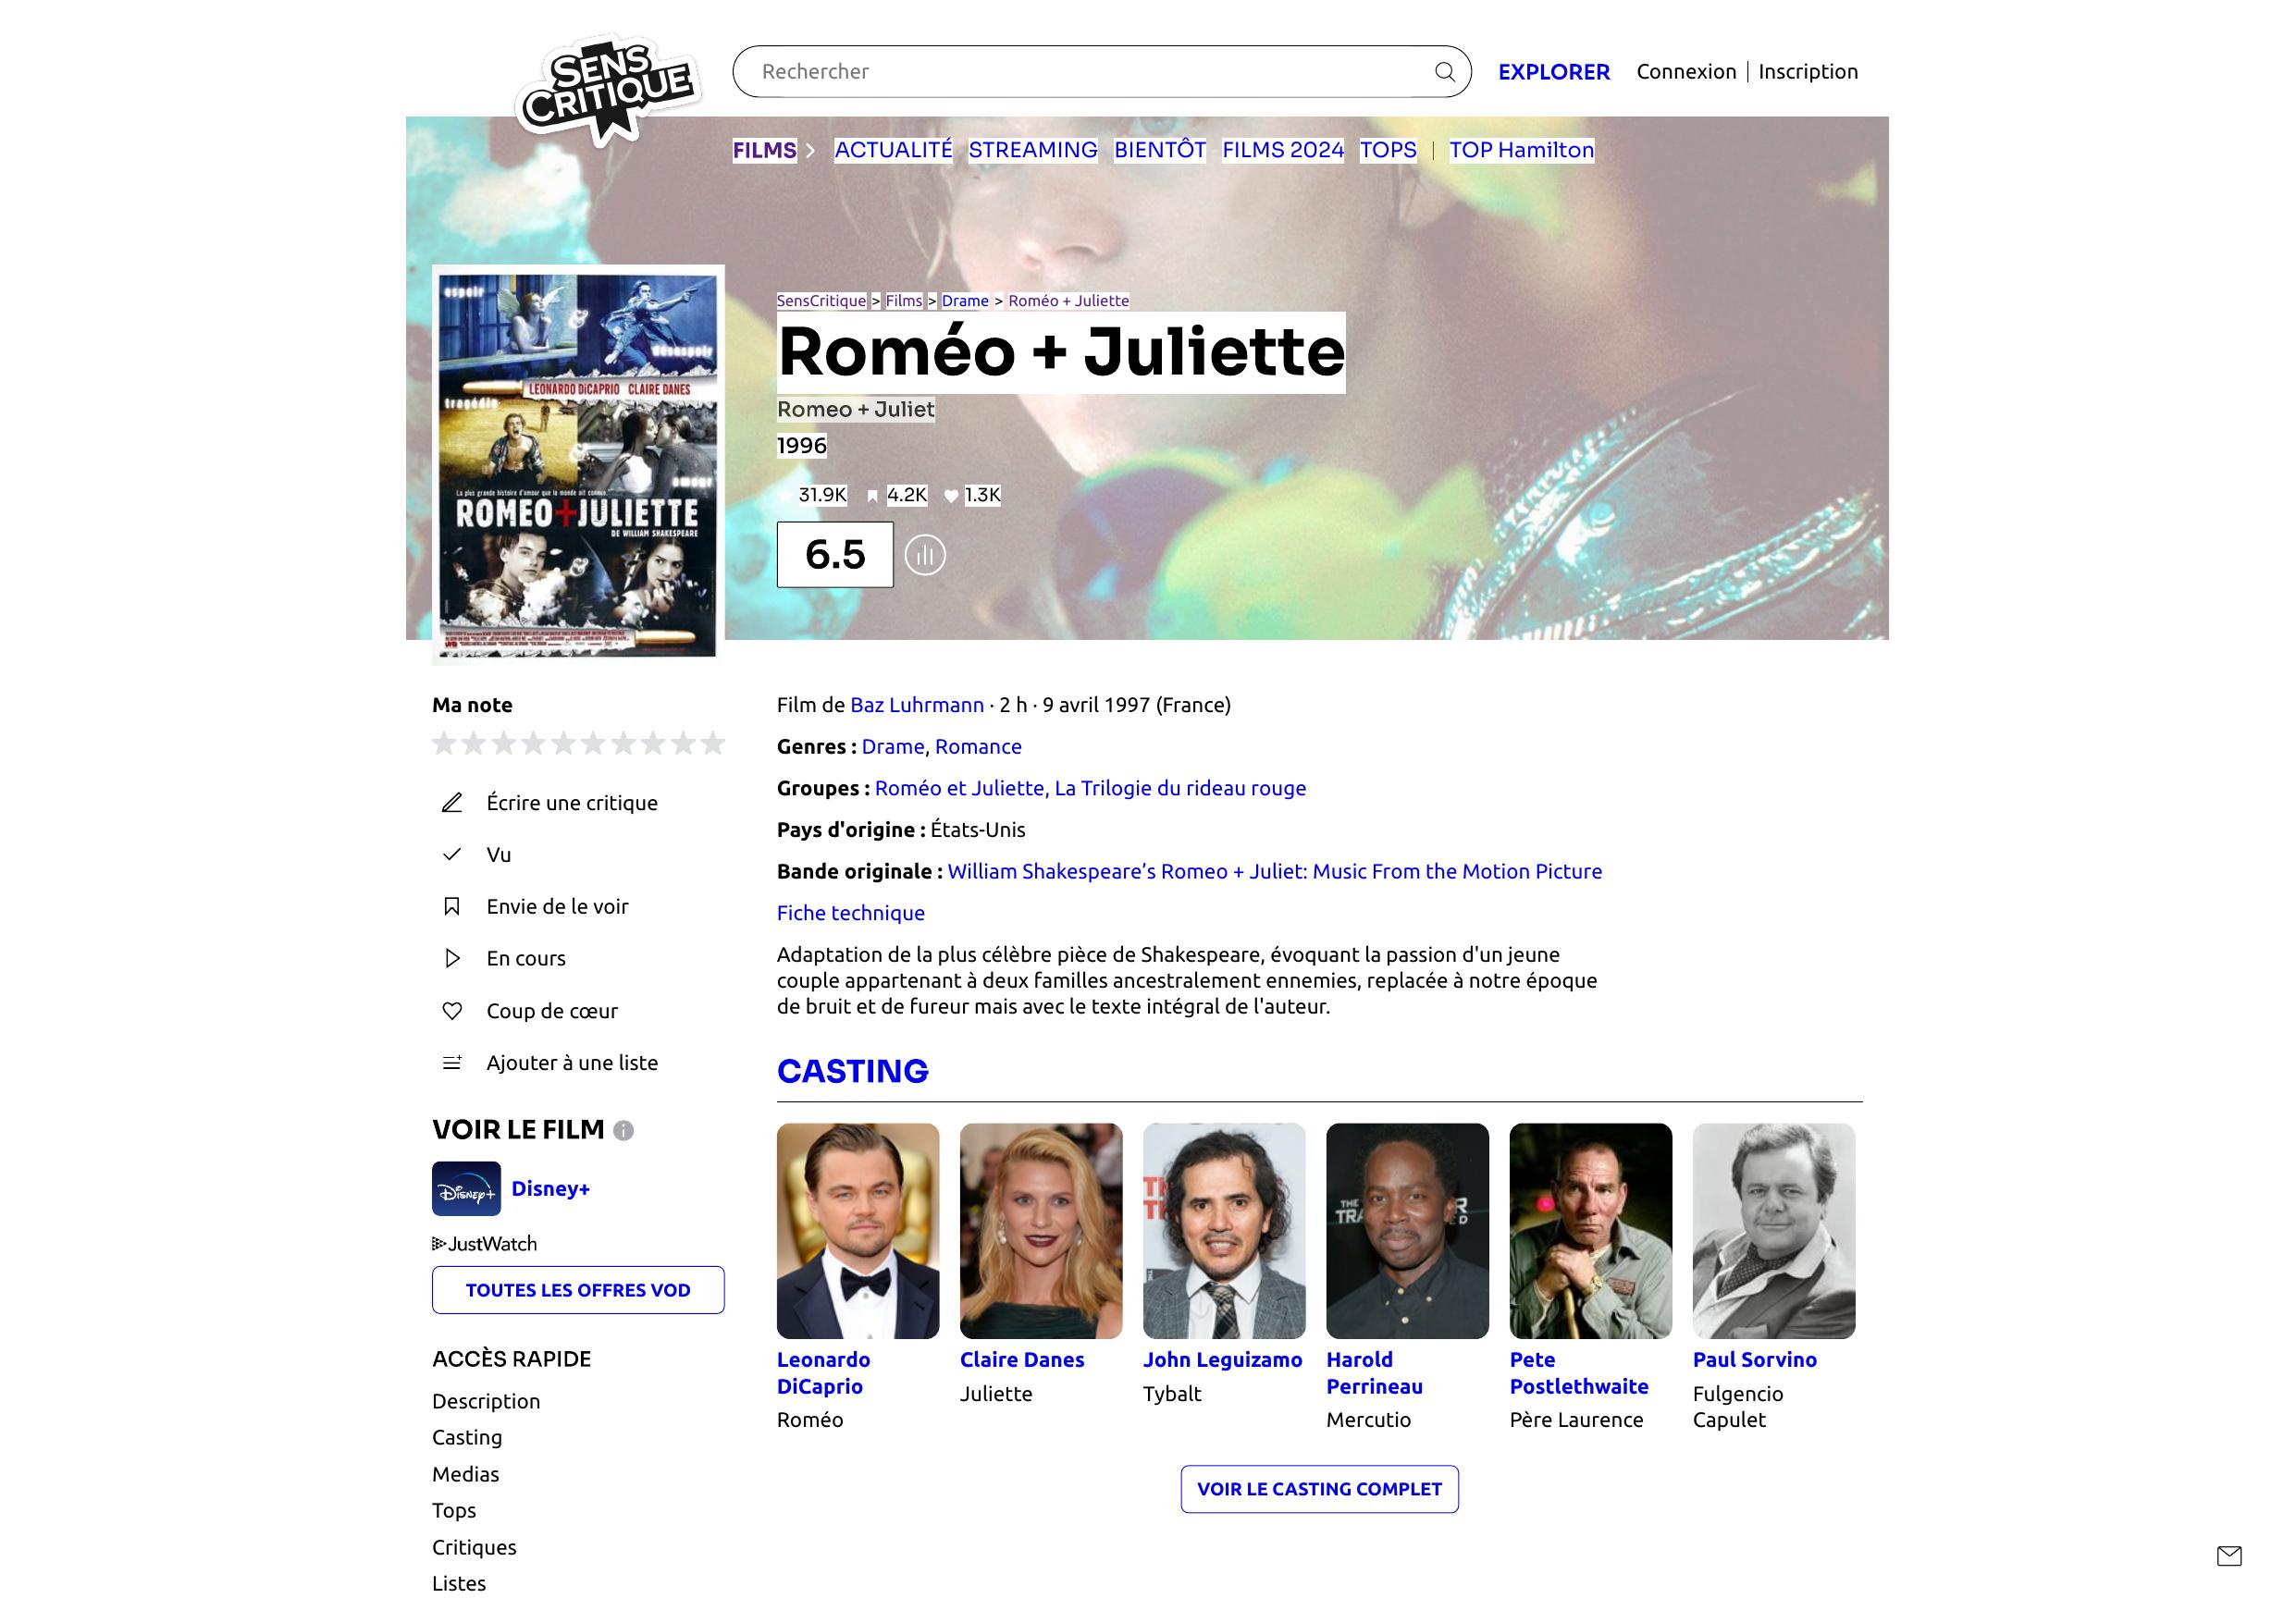 SENS
CRITIQUE
Rechercher
EXPLORER
Connexion | Inscription
FILMS
ACTUALITÉ STREAMING BIENTÔT FILMS 2024 TOPS | TOP Hamilton
espoir
&
désespoir
LEONARDO DiCAPRIO CLAIRE DANES
tragédie
&
amour
La plus grande histoire d'amour que le monde ait connue.
ROMEO+JULIETTE
DE WILLIAM SHAKESPEARE
SensCritique > Films > Drame > Roméo + Juliette
Roméo + Juliette
Romeo + Juliet
1996
31.9K 4.2K 1.3K
6.5
Ma note
Écrire une critique
Vu
Envie de le voir
En cours
Coup de cœur
Ajouter à une liste
VOIR LE FILM
Disney+
Disney+
JustWatch
TOUTES LES OFFRES VOD
ACCÈS RAPIDE
Description
Casting
Medias
Tops
Critiques
Listes
Film de Baz Luhrmann · 2 h · 9 avril 1997 (France)
Genres : Drame, Romance
Groupes : Roméo et Juliette, La Trilogie du rideau rouge
Pays d'origine : États-Unis
Bande originale : William Shakespeare’s Romeo + Juliet: Music From the Motion Picture
Fiche technique
Adaptation de la plus célèbre pièce de Shakespeare, évoquant la passion d'un jeune
couple appartenant à deux familles ancestralement ennemies, replacée à notre époque
de bruit et de fureur mais avec le texte intégral de l'auteur.
CASTING
Leonardo
DiCaprio
Roméo
Claire Danes
Juliette
John Leguizamo
Tybalt
Harold
Perrineau
Mercutio
Pete
Postlethwaite
Père Laurence
Paul Sorvino
Fulgencio
Capulet
VOIR LE CASTING COMPLET